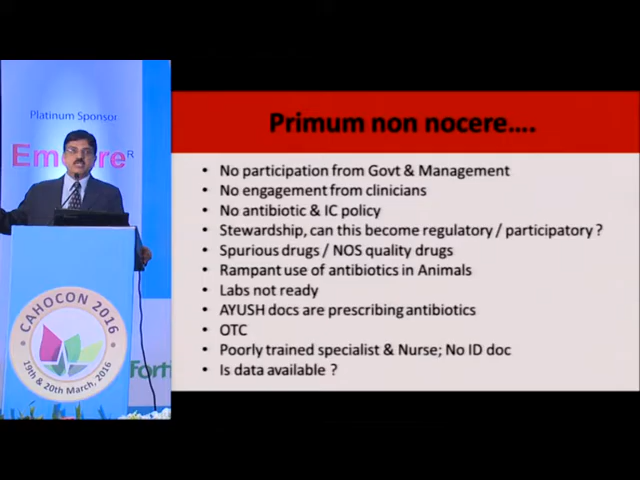 Platinum Sponsor
R
CAHOCON 2016
19th & 20th March, 2016
Forti
Primum non nocere....
• No participation from Govt & Management
• No engagement from clinicians
• No antibiotic & IC policy
• Stewardship, can this become regulatory / participatory ?
• Spurious drugs / NOS quality drugs
• Rampant use of antibiotics in Animals
• Labs not ready
• AYUSH docs are prescribing antibiotics
• OTC
• Poorly trained specialist & Nurse; No ID doc
• Is data available ?